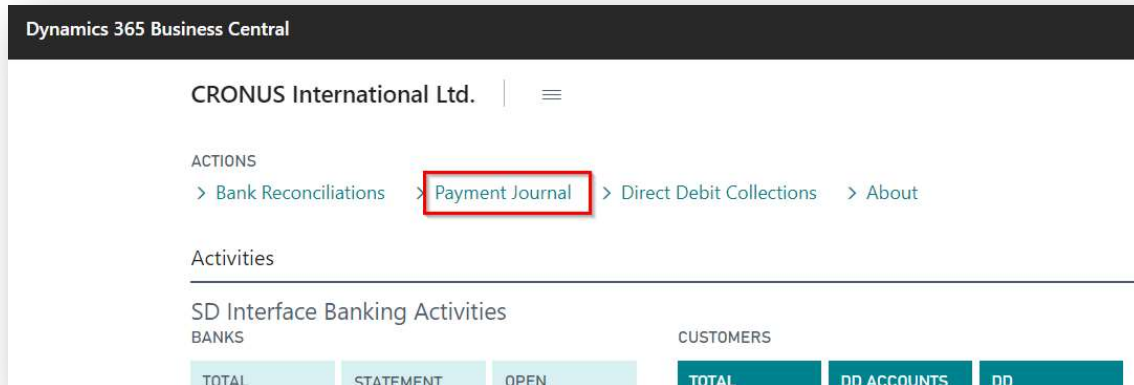 Dynamics 365 Business Central
CRONUS International Ltd.
ACTIONS
> Bank Reconciliations > Payment Journal > Direct Debit Collections > About
Activities
SD Interface Banking Activities
BANKS CUSTOMERS
TOTAL STATEMENT OPEN TOTAL DD ACCOUNTS DD